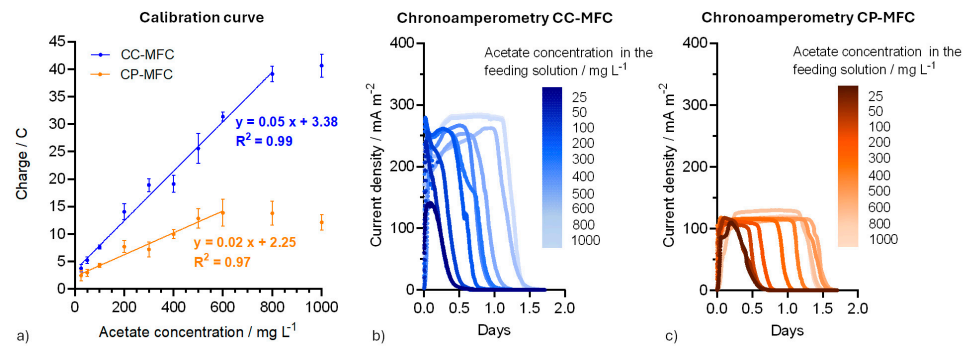 Calibration curve
45
40
35
30
25
20
15
10
5
0
Charge / C
CC-MFC
CP-MFC
y = 0.05 x + 3.38
R² = 0.99
y = 0.02 x + 2.25
R² = 0.97
0
200
400
600
800
1000
Acetate concentration / mg L⁻¹
a)
Chronoamperometry CC-MFC
400
300
200
100
0
Current density / mA m⁻²
Acetate concentration in the
feeding solution / mg L⁻¹
25
50
100
200
300
400
500
600
800
1000
0.0
0.5
1.0
1.5
2.0
Days
b)
Chronoamperometry CP-MFC
400
300
200
100
0
Current density / mA m⁻²
Acetate concentration in the
feeding solution / mg L⁻¹
25
50
100
200
300
400
500
600
800
1000
0.0
0.5
1.0
1.5
2.0
Days
c)